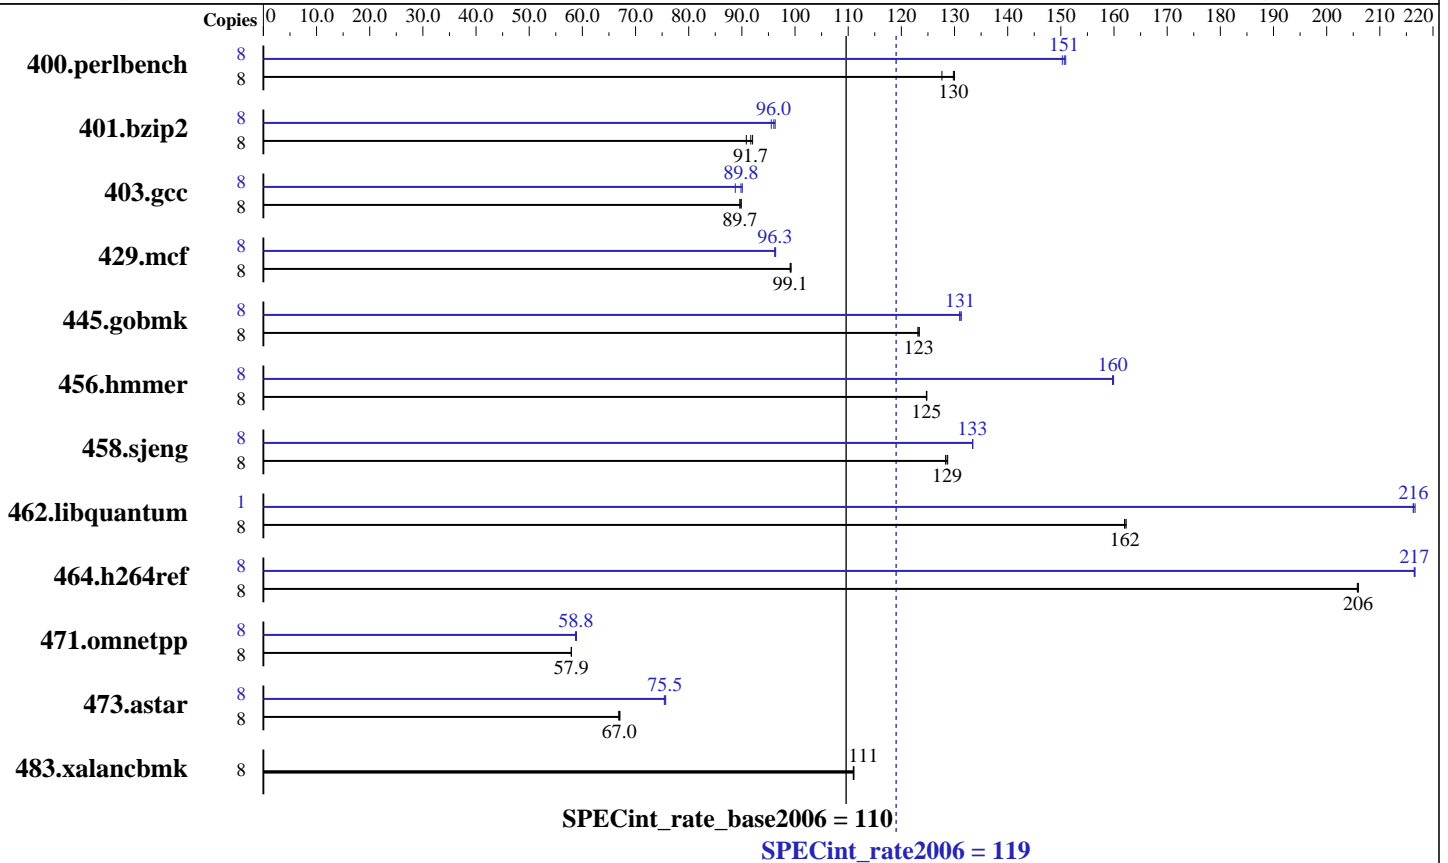 Copies 0 10.0 20.0 30.0 40.0 50.0 60.0 70.0 80.0 90.0 100 110 120 130 140 150 160 170 180 190 200 210 220
400.perlbench 8 151
8 130
401.bzip2 8 96.0
8 91.7
403.gcc 8 89.8
8 89.7
429.mcf 8 96.3
8 99.1
445.gobmk 8 131
8 123
456.hmmer 8 160
8 125
458.sjeng 8 133
8 129
462.libquantum 1 216
8 162
464.h264ref 8 217
8 206
471.omnetpp 8 58.8
8 57.9
473.astar 8 75.5
8 67.0
483.xalancbmk 8 111
SPECint_rate_base2006 = 110
SPECint_rate2006 = 119